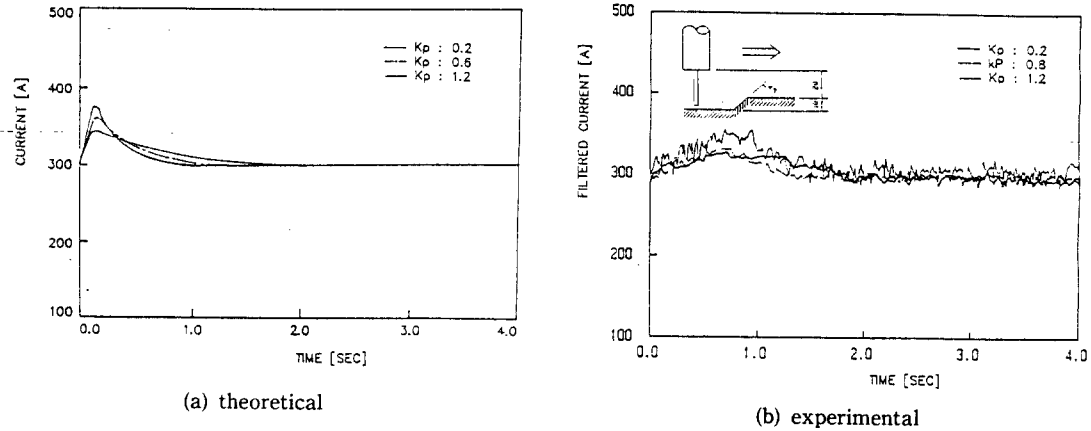 500
400
300
200
100
CURRENT [A]
Kp : 0.2
Kp : 0.6
Kp : 1.2
0.0 1.0 2.0 3.0 4.0
TIME [SEC]
(a) theoretical
500
400
300
200
100
FILTERED CURRENT [A]
Kp : 0.2
kP : 0.8
Kp : 1.2
0.0 1.0 2.0 3.0 4.0
TIME [SEC]
(b) experimental